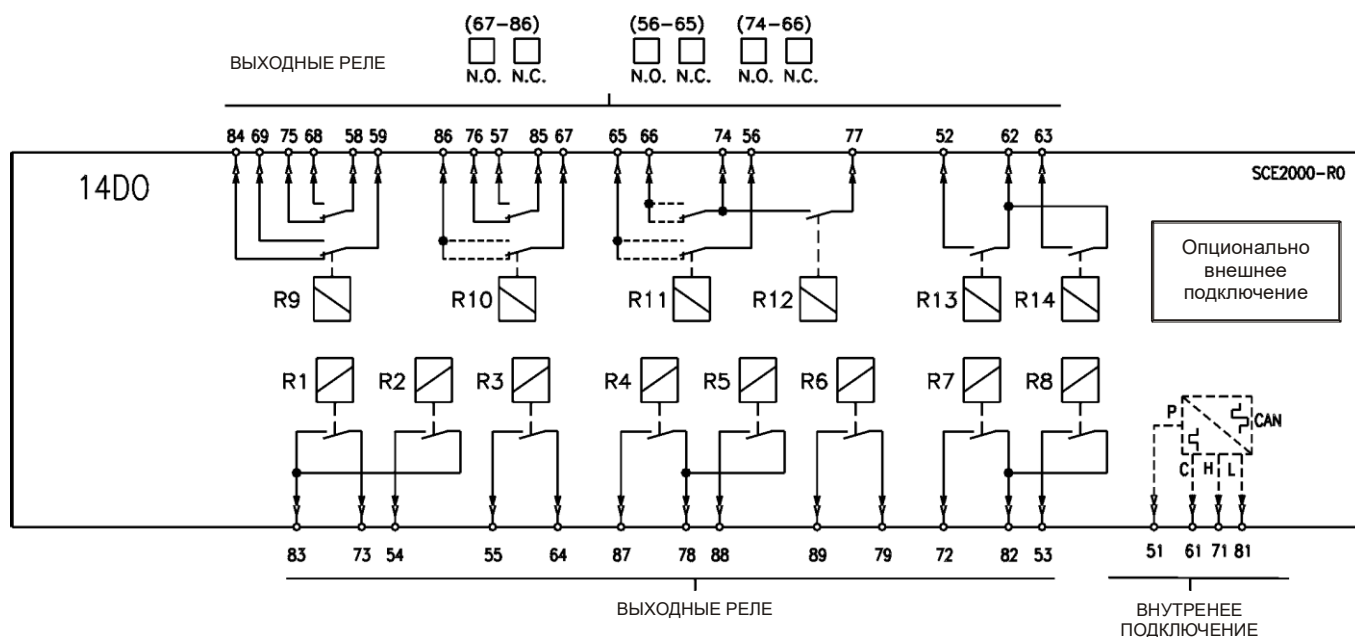 (67-86) (56-65) (74-66)
ВЫХОДНЫЕ РЕЛЕ
N.O. N.C. N.O. N.C. N.O. N.C.
84 69 75 68 58 59 86 76 57 85 67 65 66 74 56 77 52 62 63
14DO
SCE2000-R0
Опционально
внешнее
подключение
R9 R10 R11 R12 R13 R14
R1 R2 R3 R4 R5 R6 R7 R8
P CAN
C H L
83 73 54 55 64 87 78 88 89 79 72 82 53 51 61 71 81
ВЫХОДНЫЕ РЕЛЕ
ВНУТРЕНЕЕ
ПОДКЛЮЧЕНИЕ